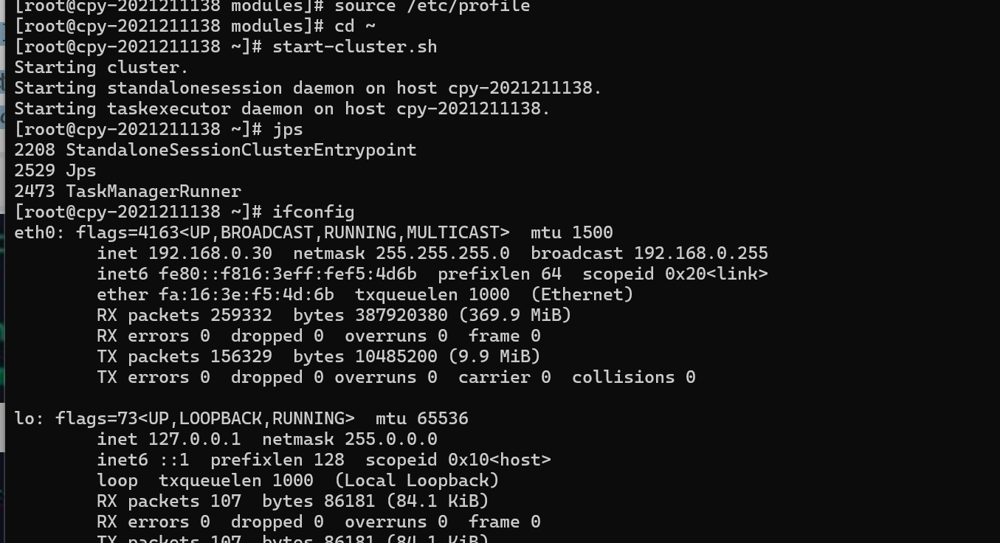 [root@cpy-2021211138 modules]# source /etc/profile
[root@cpy-2021211138 modules]# cd ~
[root@cpy-2021211138 ~]# start-cluster.sh
Starting cluster.
Starting standalonesession daemon on host cpy-2021211138.
Starting taskexecutor daemon on host cpy-2021211138.
[root@cpy-2021211138 ~]# jps
2208 StandaloneSessionClusterEntrypoint
2529 Jps
2473 TaskManagerRunner
[root@cpy-2021211138 ~]# ifconfig
eth0: flags=4163<UP,BROADCAST,RUNNING,MULTICAST>  mtu 1500
        inet 192.168.0.30  netmask 255.255.255.0  broadcast 192.168.0.255
        inet6 fe80::f816:3eff:fef5:4d6b  prefixlen 64  scopeid 0x20<link>
        ether fa:16:3e:f5:4d:6b  txqueuelen 1000  (Ethernet)
        RX packets 259332  bytes 387920380 (369.9 MiB)
        RX errors 0  dropped 0  overruns 0  frame 0
        TX packets 156329  bytes 10485200 (9.9 MiB)
        TX errors 0  dropped 0 overruns 0  carrier 0  collisions 0

lo: flags=73<UP,LOOPBACK,RUNNING>  mtu 65536
        inet 127.0.0.1  netmask 255.0.0.0
        inet6 ::1  prefixlen 128  scopeid 0x10<host>
        loop  txqueuelen 1000  (Local Loopback)
        RX packets 107  bytes 86181 (84.1 KiB)
        RX errors 0  dropped 0  overruns 0  frame 0
        TX packets 107  bytes 86181 (84.1 KiB)